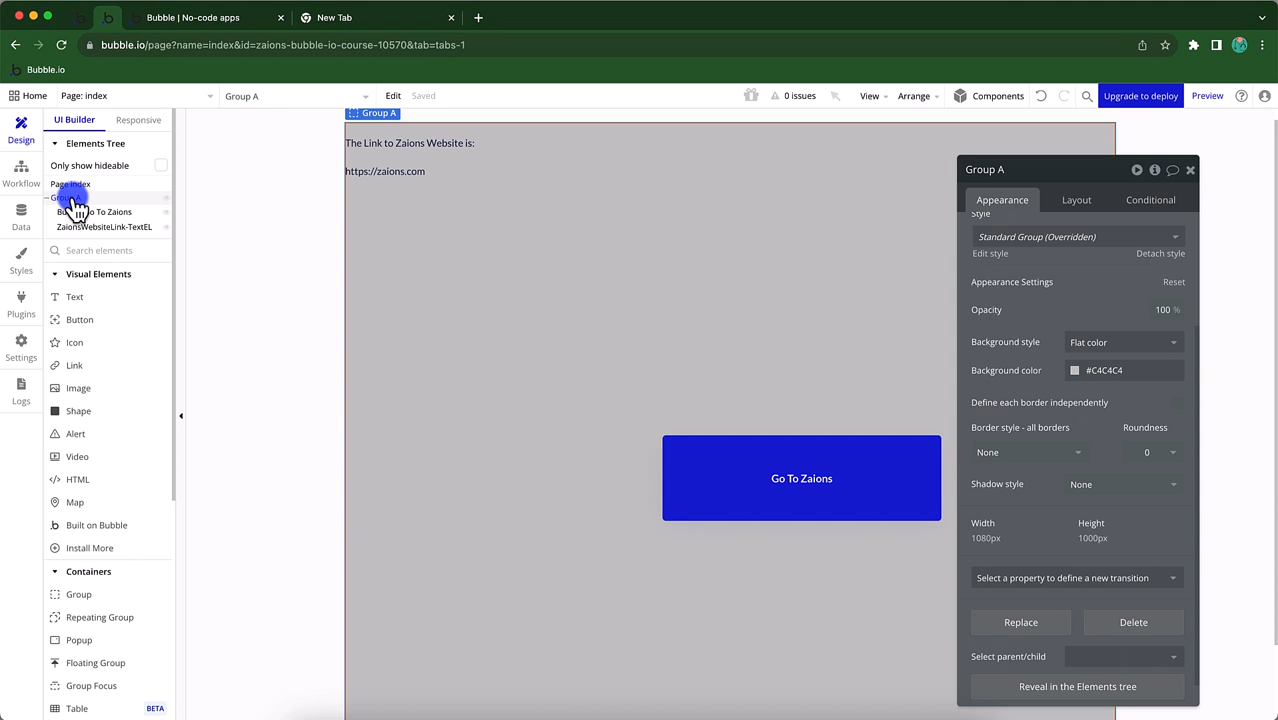 Bubble | No-code apps
New Tab
bubble.io/page?name=index&id=zaions-bubble-io-course-10570&tab=tabs-1
Bubble.io
Home
Page: index
Group A
Edit
Saved
0 issues
View
Arrange
Components
Upgrade to deploy
Preview
Design
Workflow
Data
Styles
Plugins
Settings
Logs
UI Builder
Responsive
Elements Tree
Only show hideable
Page index
Go To Zaions
ZaionsWebsiteLink-TextEL
Search elements
Visual Elements
Text
Button
Icon
Link
Image
Shape
Alert
Video
HTML
Map
Built on Bubble
Install More
Containers
Group
Repeating Group
Popup
Floating Group
Group Focus
Table BETA
Group A
The Link to Zaions Website is:
https://zaions.com
Go To Zaions
Group A
Appearance
Layout
Conditional
Style
Standard Group (Overridden)
Edit style
Detach style
Appearance Settings
Reset
Opacity
100 %
Background style
Flat color
Background color
#C4C4C4
Define each border independently
Border style - all borders
Roundness
None
0
Shadow style
None
Width
Height
1080px
1000px
Select a property to define a new transition
Replace
Delete
Select parent/child
Reveal in the Elements tree